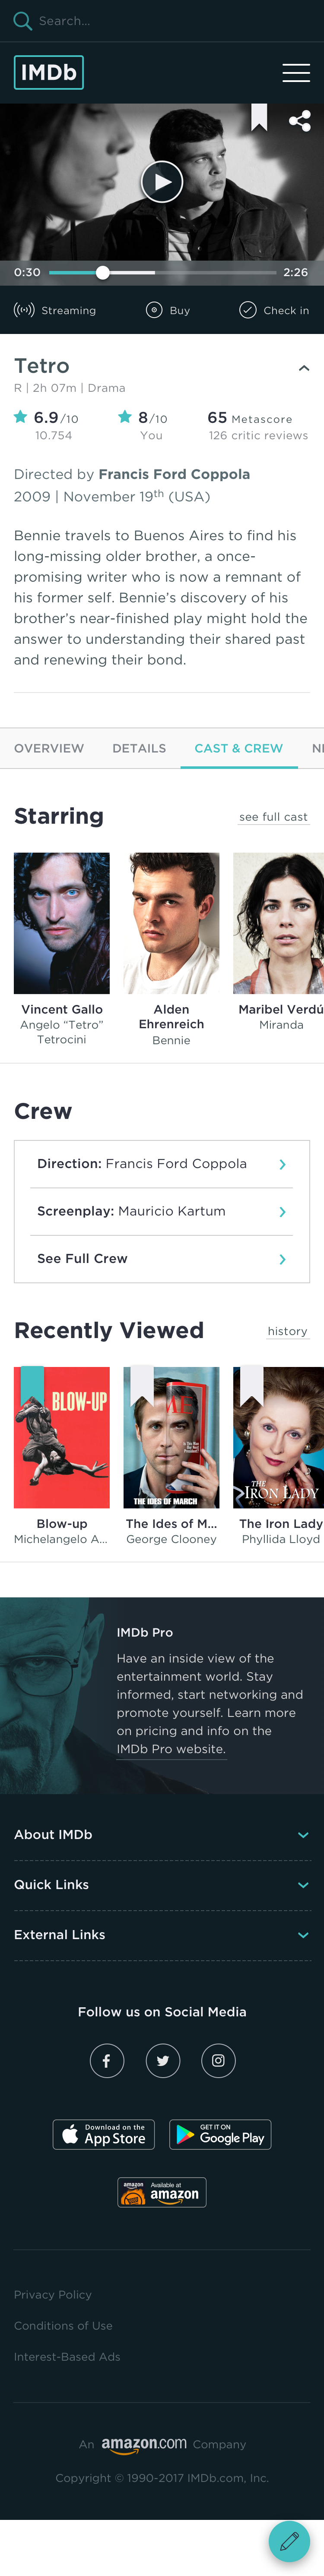 Search...
IMDb
0:30
2:26
Streaming
Buy
Check in
Tetro
R | 2h 07m | Drama
6.9/10
8/10
65 Metascore
10.754
You
126 critic reviews
Directed by Francis Ford Coppola
2009 | November 19th (USA)
Bennie travels to Buenos Aires to find his
long-missing older brother, a once-
promising writer who is now a remnant of
his former self. Bennie’s discovery of his
brother’s near-finished play might hold the
answer to understanding their shared past
and renewing their bond.
OVERVIEW
DETAILS
CAST & CREW
Starring
see full cast
Vincent Gallo
Angelo “Tetro”
Tetrocini
Alden
Ehrenreich
Bennie
Maribel Verdú
Miranda
Crew
Direction: Francis Ford Coppola
Screenplay: Mauricio Kartum
See Full Crew
Recently Viewed
history
BLOW-UP
THE IDES OF MARCH
THE
IRON LADY
Blow-up
Michelangelo A...
The Ides of M...
George Clooney
The Iron Lady
Phyllida Lloyd
IMDb Pro
Have an inside view of the
entertainment world. Stay
informed, start networking and
promote yourself. Learn more
on pricing and info on the
IMDb Pro website.
About IMDb
Quick Links
External Links
Follow us on Social Media
Download on the
App Store
GET IT ON
Google Play
amazon
Available at
amazon
Privacy Policy
Conditions of Use
Interest-Based Ads
An amazon.com Company
Copyright © 1990-2017 IMDb.com, Inc.